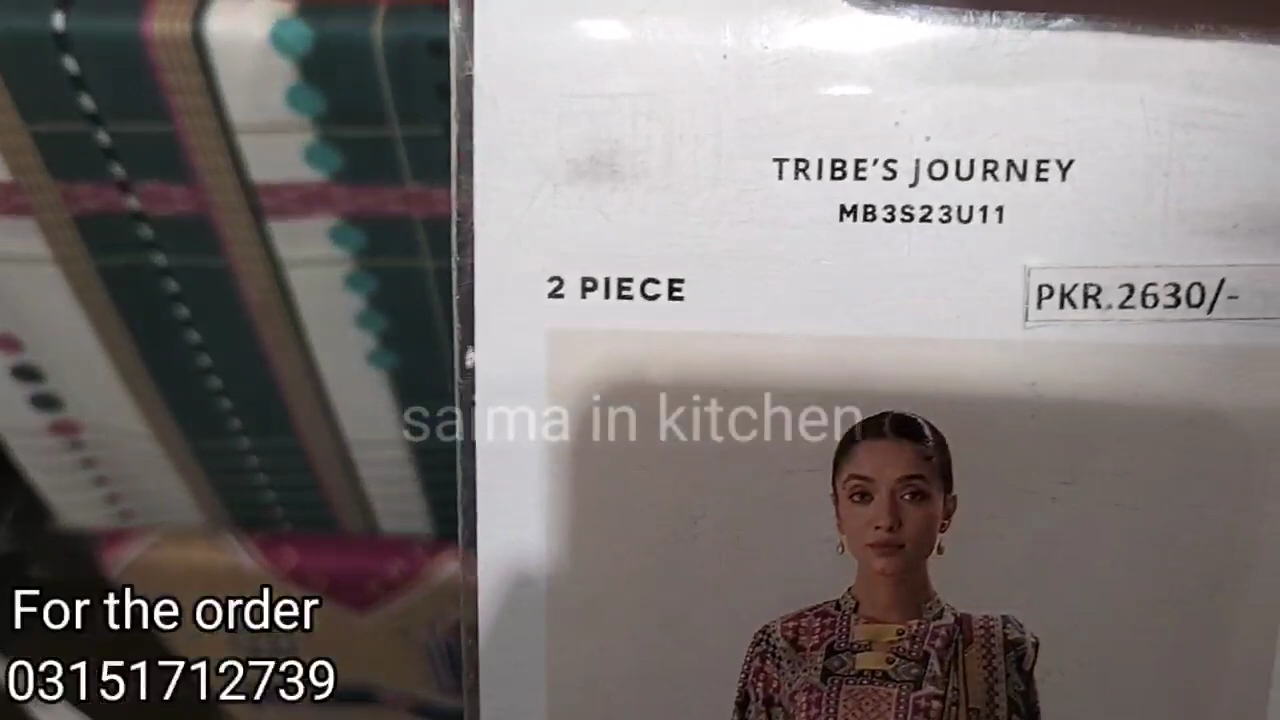 TRIBE'S JOURNEY
MB3S23U11
2 PIECE
PKR.2630/-
saima in kitchen
For the order
03151712739